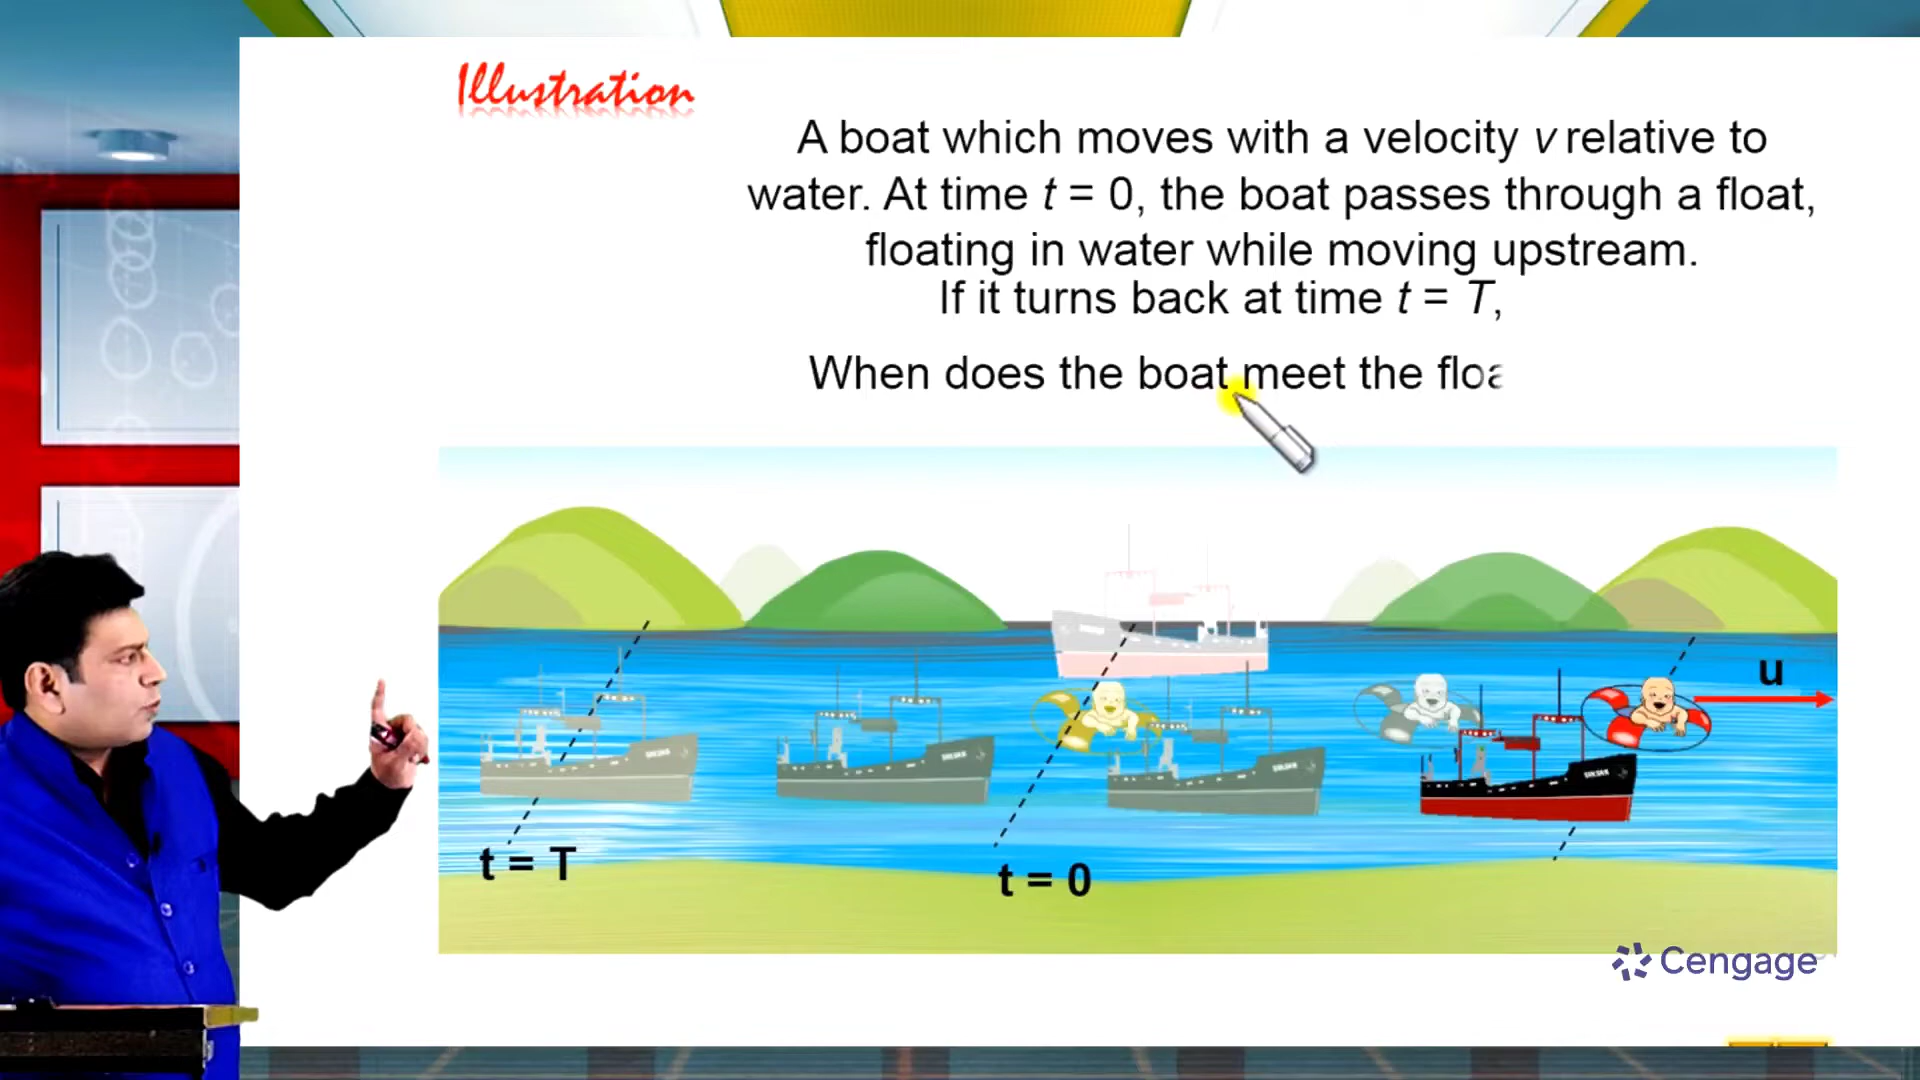 Illustration
A boat which moves with a velocity v relative to
water. At time t = 0, the boat passes through a float,
floating in water while moving upstream.
If it turns back at time t = T,
When does the boat meet the floa
u
t = T
t = 0
Cengage